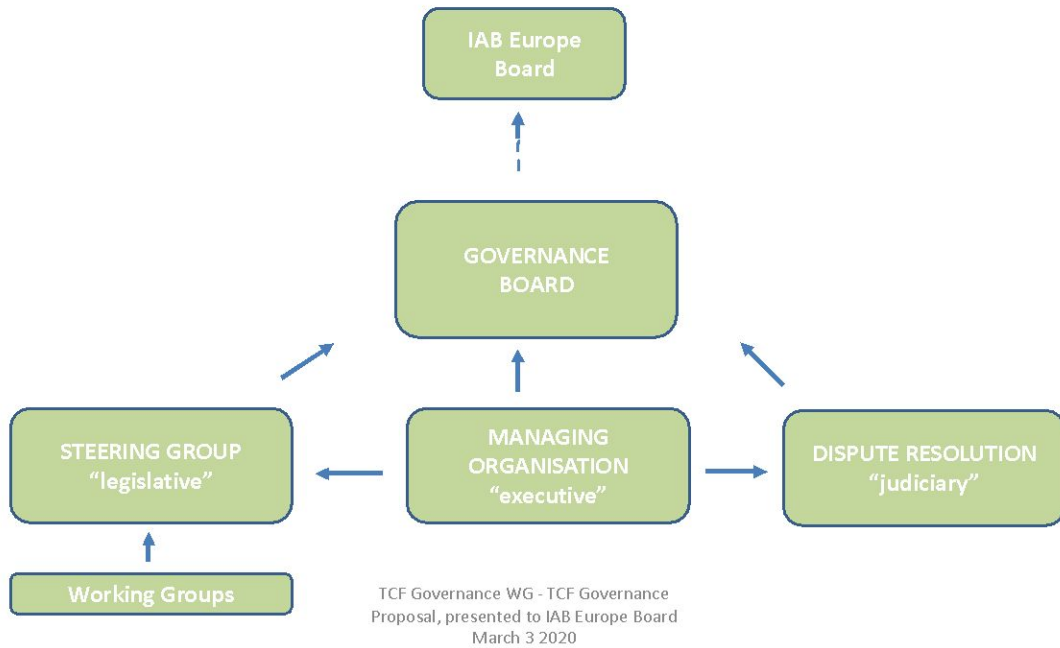 IAB Europe
Board
GOVERNANCE
BOARD
STEERING GROUP
“legislative”
MANAGING
ORGANISATION
“executive”
DISPUTE RESOLUTION
“judiciary”
Working Groups
TCF Governance WG - TCF Governance
Proposal, presented to IAB Europe Board
March 3 2020